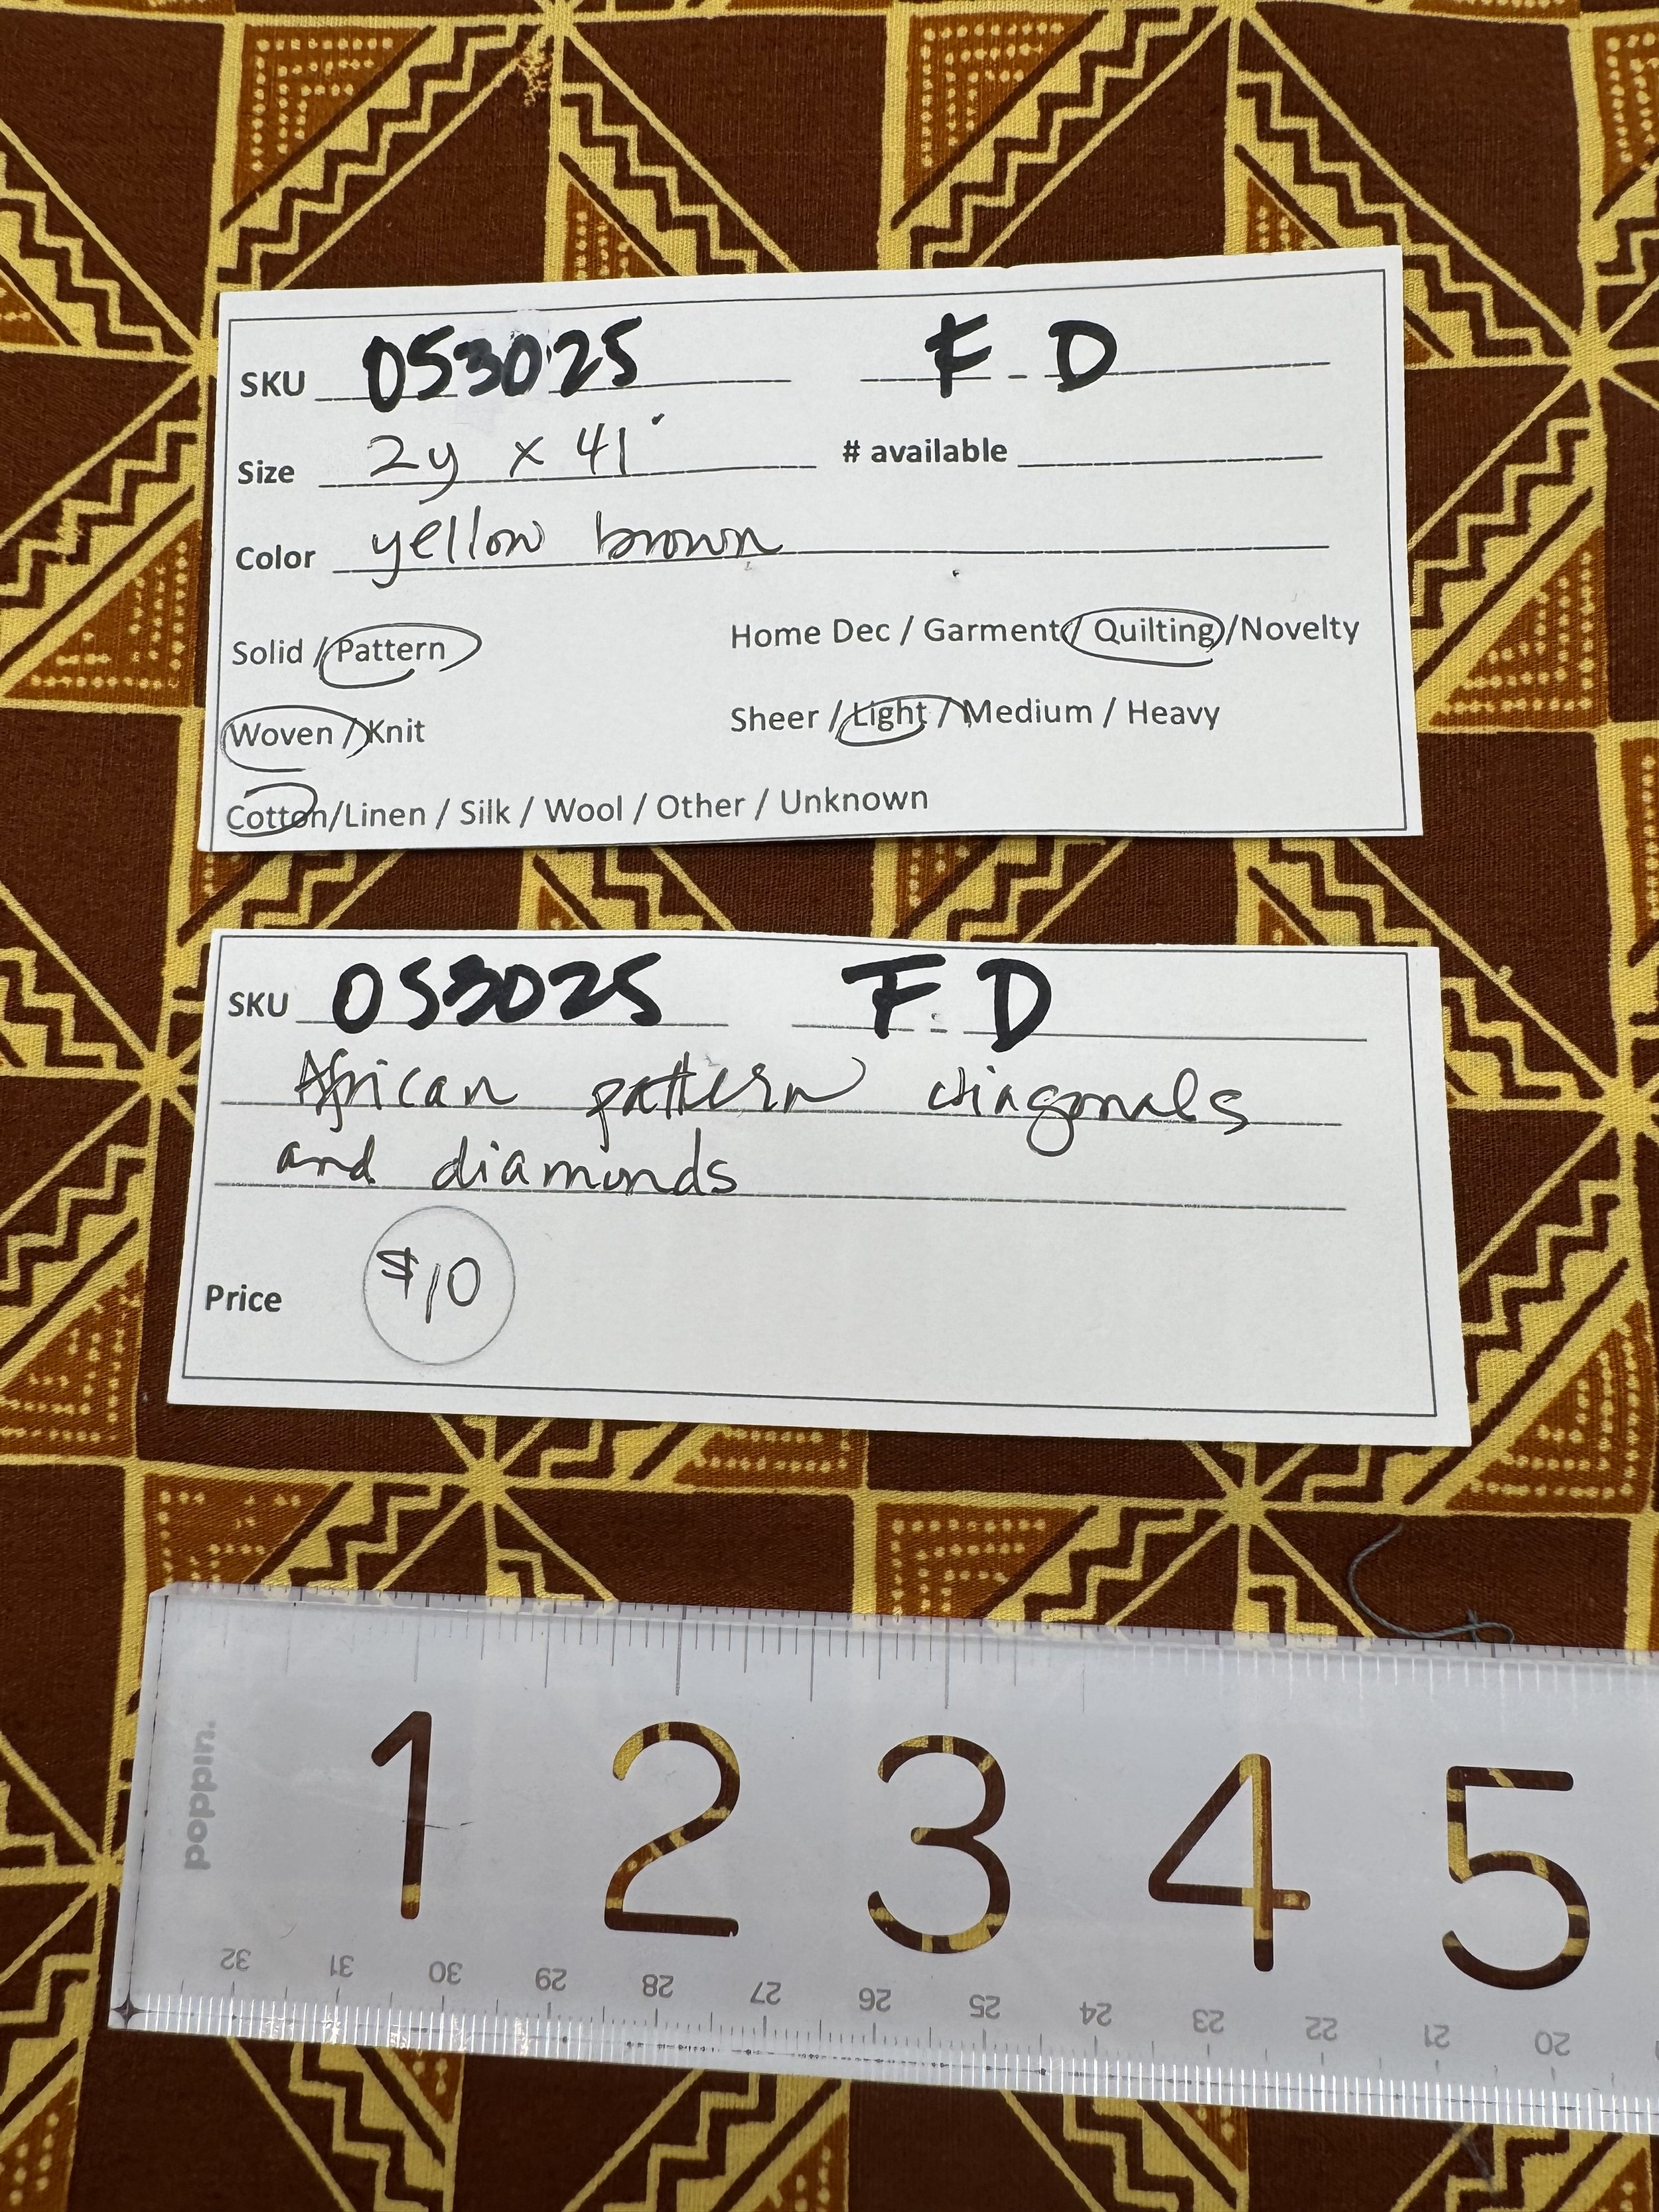 SKU 053025 F - D
Size 2y x 41" # available
Color yellow brown
Solid / Pattern Home Dec / Garment / Quilting /Novelty
Woven / Knit Sheer / Light / Medium / Heavy
Cotton/Linen / Silk / Wool / Other / Unknown
SKU 053025 F - D
African pattern diagonals
and diamonds
Price $10
poppin.
1 2 3 4 5
32 31 30 29 28 27 26 25 24 23 22 21 20